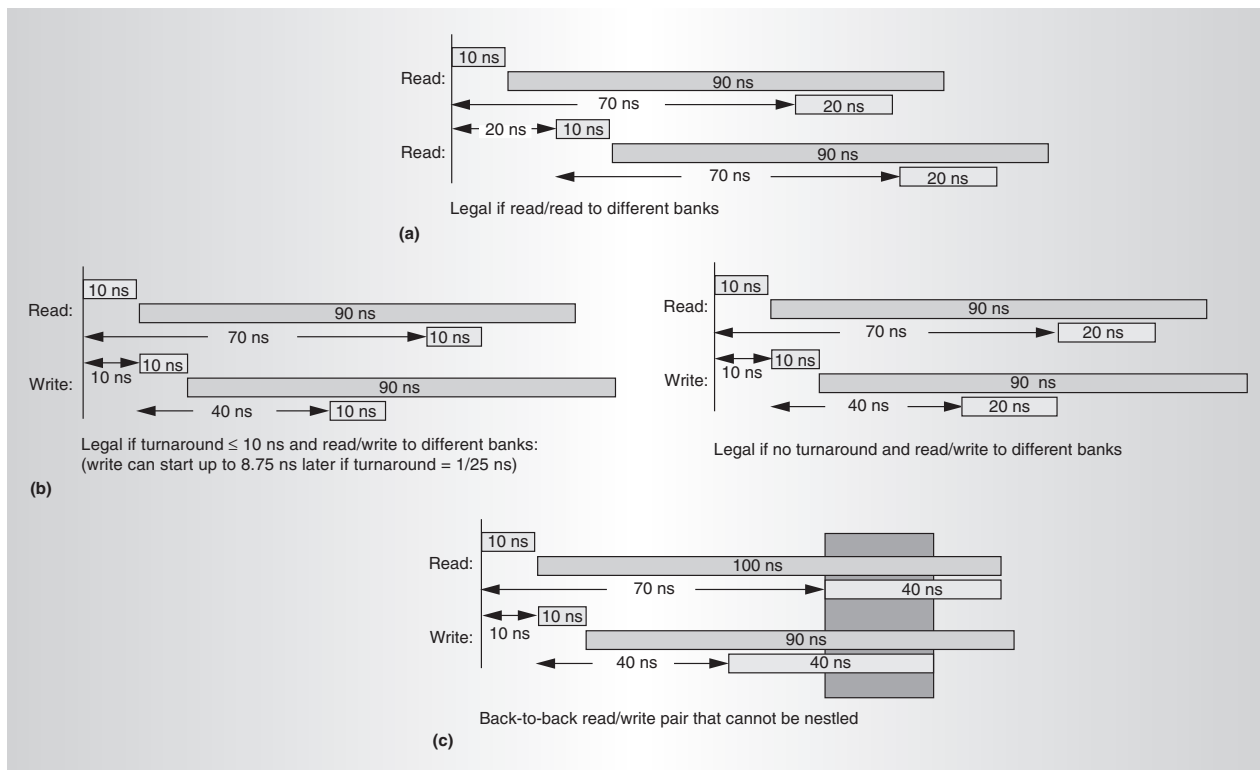 10 ns
Read:
90 ns
70 ns
20 ns
20 ns
10 ns
Read:
90 ns
70 ns
20 ns
Legal if read/read to different banks
(a)
10 ns
Read:
90 ns
70 ns
10 ns
10 ns
10 ns
Write:
90 ns
40 ns
10 ns
Legal if turnaround ≤ 10 ns and read/write to different banks:
(write can start up to 8.75 ns later if turnaround = 1/25 ns)
(b)
10 ns
Read:
90 ns
70 ns
20 ns
10 ns
10 ns
Write:
90 ns
40 ns
20 ns
Legal if no turnaround and read/write to different banks
10 ns
Read:
100 ns
70 ns
40 ns
10 ns
10 ns
Write:
90 ns
40 ns
40 ns
Back-to-back read/write pair that cannot be nestled
(c)